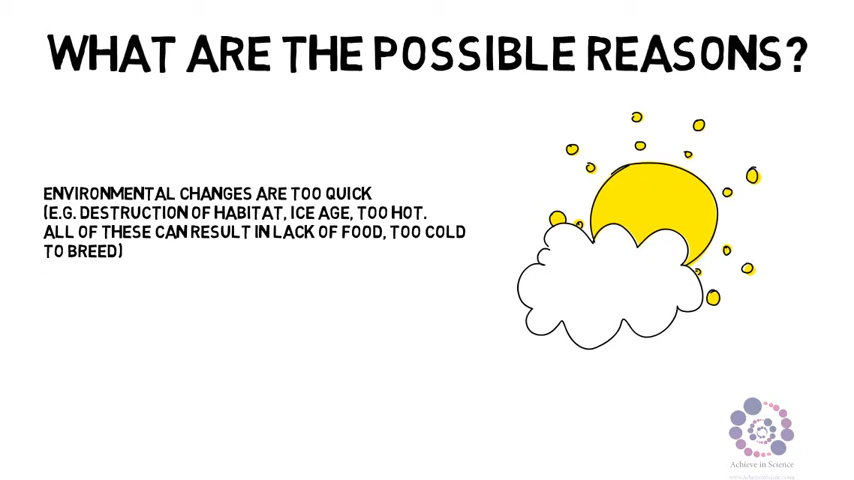 WHAT ARE THE POSSIBLE REASONS?
ENVIRONMENTAL CHANGES ARE TOO QUICK
(E.G. DESTRUCTION OF HABITAT, ICE AGE, TOO HOT.
ALL OF THESE CAN RESULT IN LACK OF FOOD, TOO COLD
TO BREED)
Achieve in Science